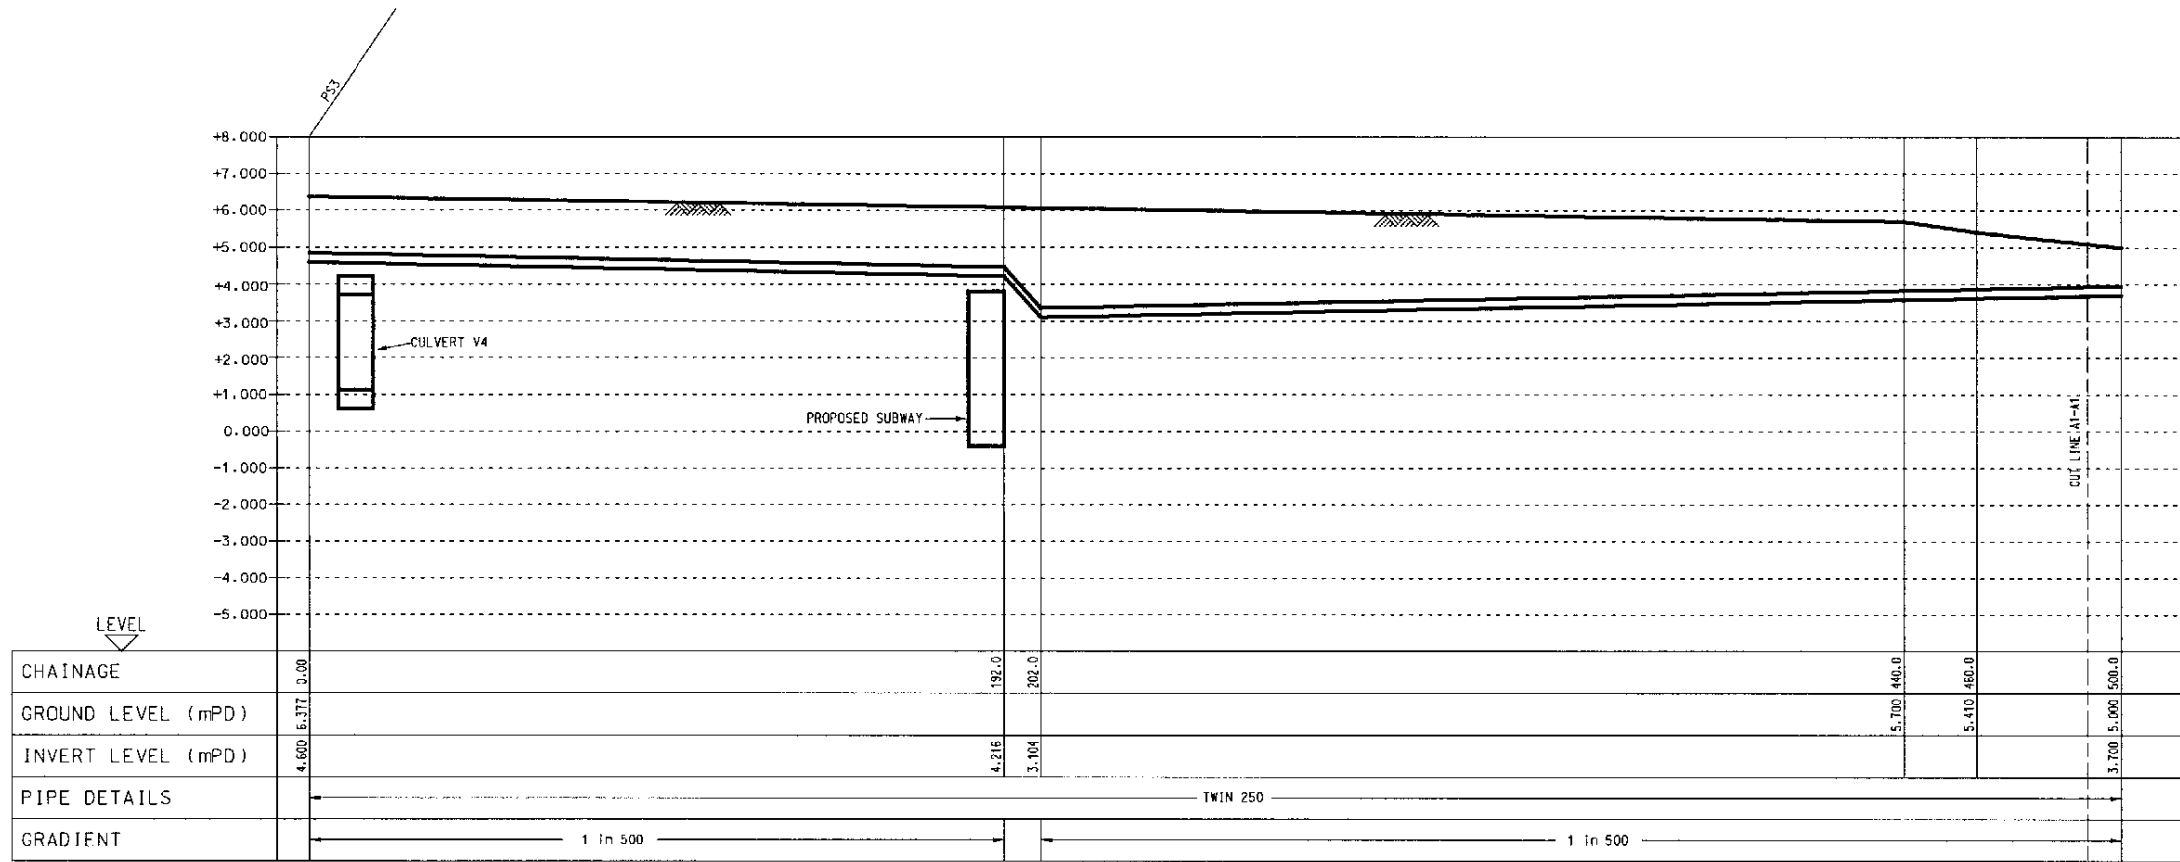 PS3
+8.000
+7.000
+6.000
+5.000
+4.000
+3.000
+2.000
+1.000
0.000
-1.000
-2.000
-3.000
-4.000
-5.000
CULVERT V4
PROPOSED SUBWAY
CUT LINE A1-A1
LEVEL
CHAINAGE 0.00 192.0 202.0 440.0 460.0 500.0
GROUND LEVEL (mPD) 6.377 5.700 5.410 5.000
INVERT LEVEL (mPD) 4.600 4.216 3.104 3.700
PIPE DETAILS TWIN 250
GRADIENT 1 in 500 1 in 500